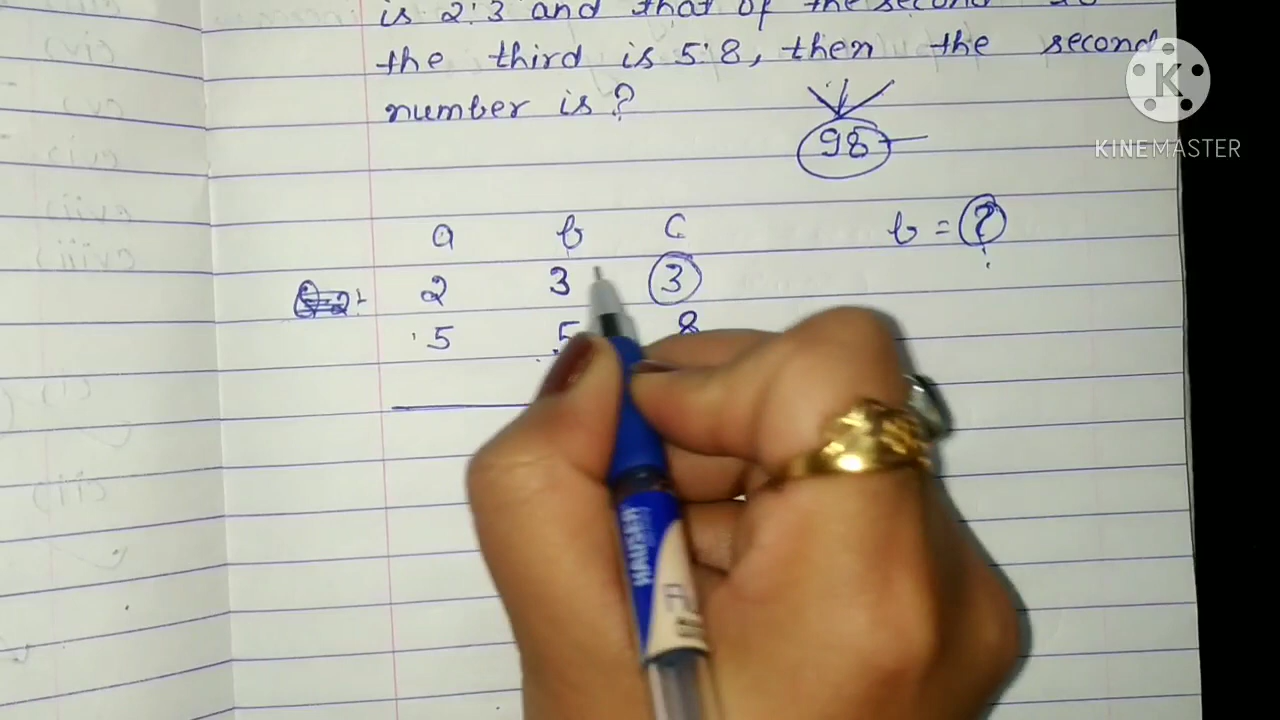 is 2:3 and that of the second
the third is 5:8, then the second
number is ?
98
a b c b = ?
2 3 3
5 5 8
KINEMASTER
HAUSER